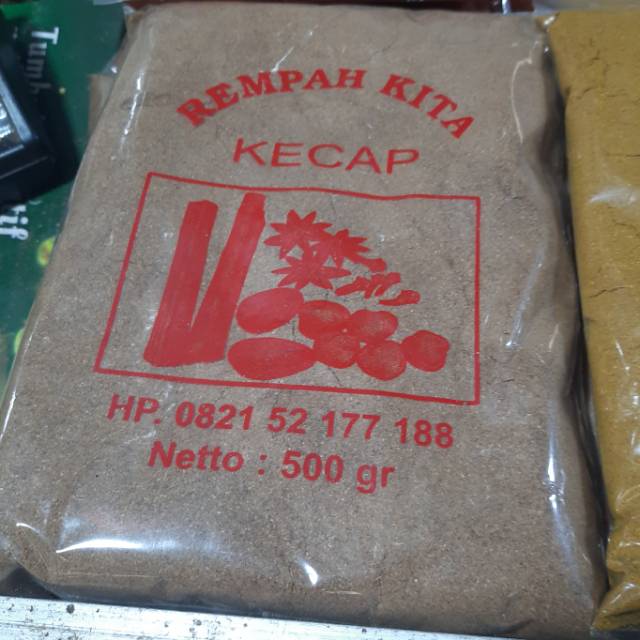 REMPAH KITA
KECAP
HP. 0821 52 177 188
Netto : 500 gr